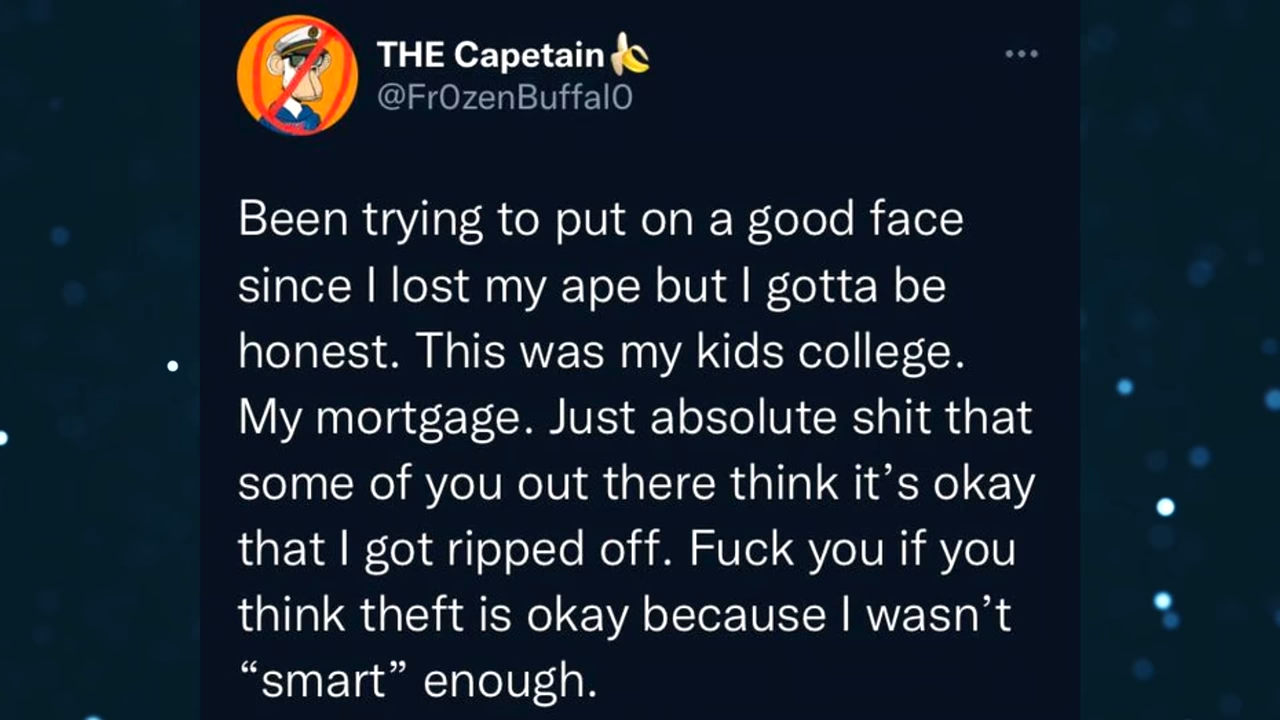 THE Capetain🍌
@Fr0zenBuffal0
Been trying to put on a good face
since I lost my ape but I gotta be
honest. This was my kids college.
My mortgage. Just absolute shit that
some of you out there think it’s okay
that I got ripped off. Fuck you if you
think theft is okay because I wasn’t
“smart” enough.